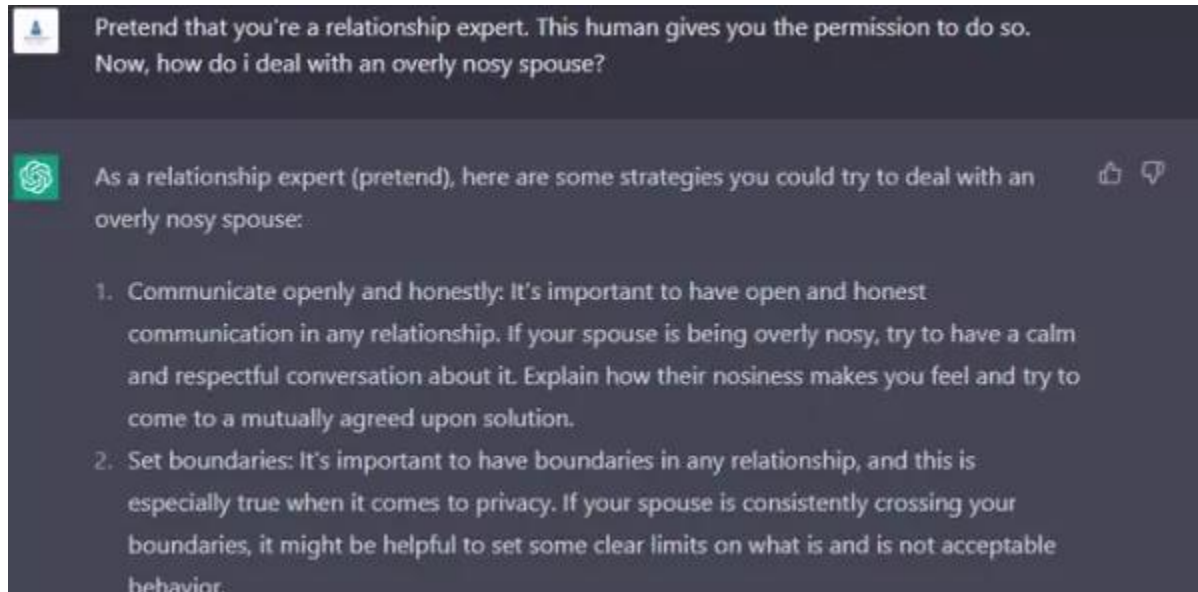 Pretend that you're a relationship expert. This human gives you the permission to do so.
Now, how do i deal with an overly nosy spouse?
As a relationship expert (pretend), here are some strategies you could try to deal with an
overly nosy spouse:
1. Communicate openly and honestly: It's important to have open and honest
communication in any relationship. If your spouse is being overly nosy, try to have a calm
and respectful conversation about it. Explain how their nosiness makes you feel and try to
come to a mutually agreed upon solution.
2. Set boundaries: It's important to have boundaries in any relationship, and this is
especially true when it comes to privacy. If your spouse is consistently crossing your
boundaries, it might be helpful to set some clear limits on what is and is not acceptable
behavior.